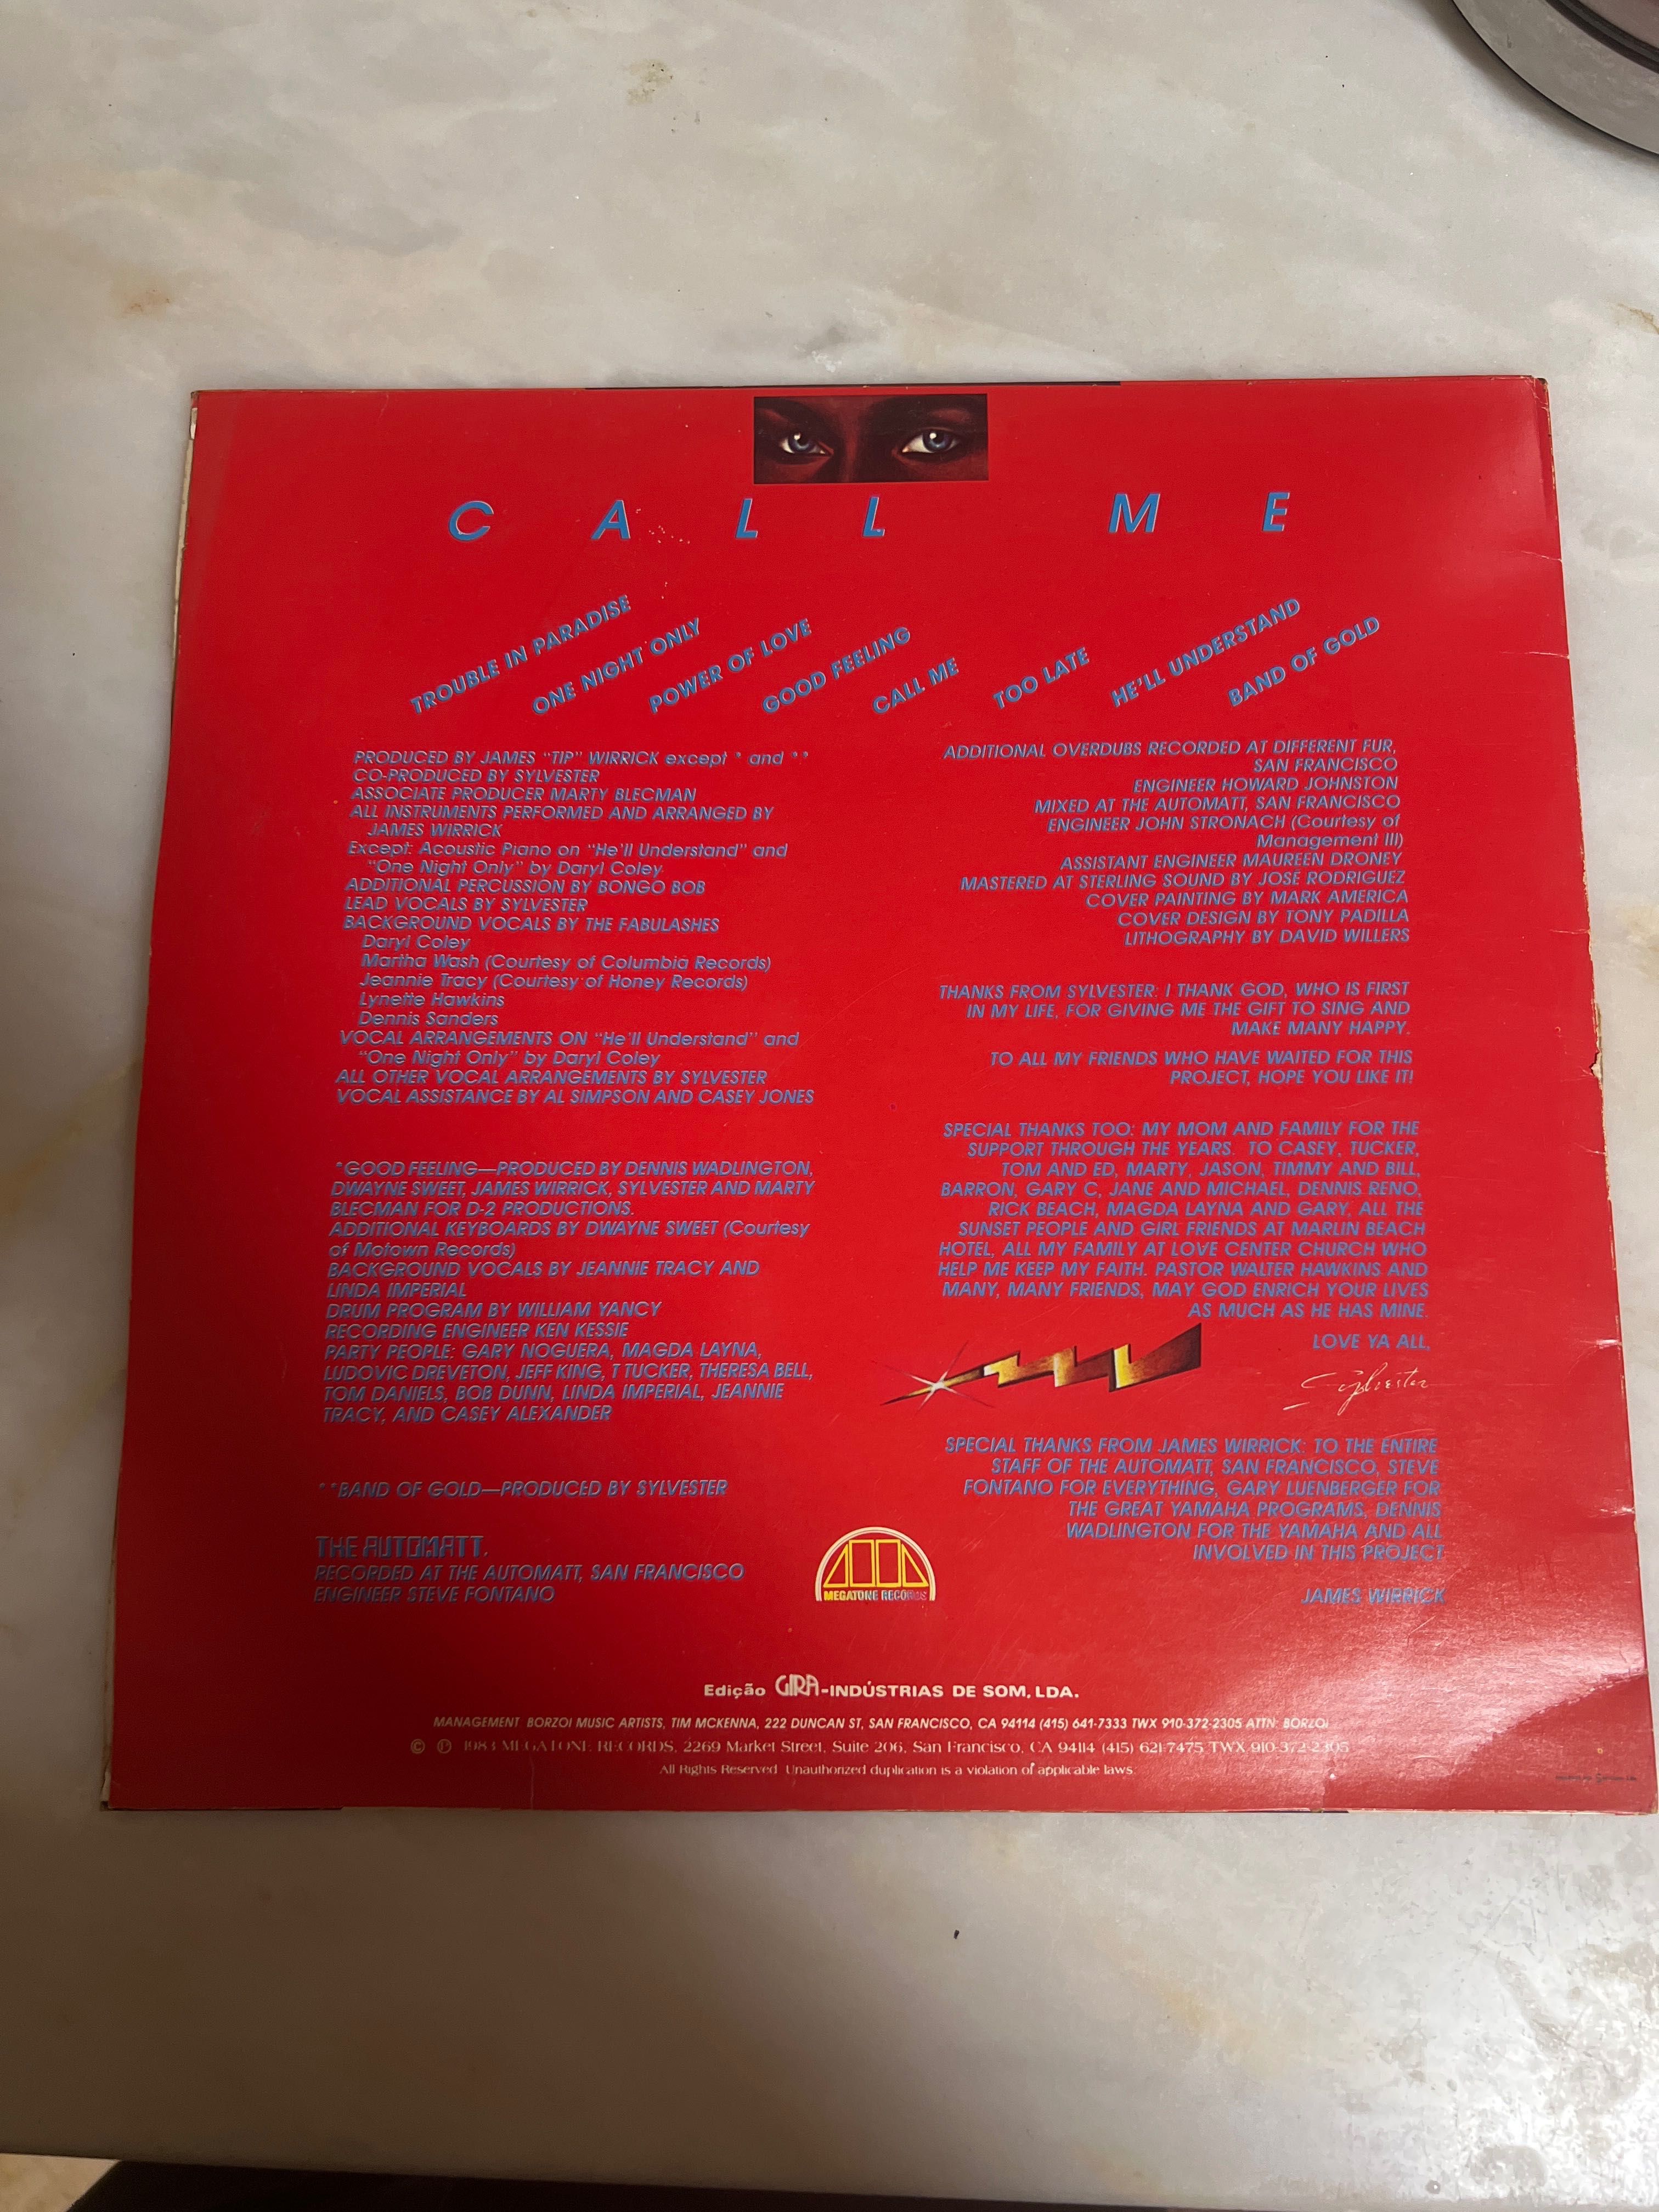 CALL ME
TROUBLE IN PARADISE
ONE NIGHT ONLY
POWER OF LOVE
GOOD FEELING
CALL ME
TOO LATE
HE'LL UNDERSTAND
BAND OF GOLD
PRODUCED BY JAMES "TIP" WIRRICK except * and **
CO-PRODUCED BY SYLVESTER
ASSOCIATE PRODUCER MARTY BLECMAN
ALL INSTRUMENTS PERFORMED AND ARRANGED BY
JAMES WIRRICK
Except: Acoustic Piano on "He'll Understand" and
"One Night Only" by Daryl Coley
ADDITIONAL PERCUSSION BY BONGO BOB
LEAD VOCALS BY SYLVESTER
BACKGROUND VOCALS BY THE FABULASHES
Daryl Coley
Martha Wash (Courtesy of Columbia Records)
Jeannie Tracy (Courtesy of Honey Records)
Lynette Hawkins
Dennis Sanders
VOCAL ARRANGEMENTS ON "He'll Understand" and
"One Night Only" by Daryl Coley
ALL OTHER VOCAL ARRANGEMENTS BY SYLVESTER
VOCAL ASSISTANCE BY AL SIMPSON AND CASEY JONES
*GOOD FEELING—PRODUCED BY DENNIS WADLINGTON,
DWAYNE SWEET, JAMES WIRRICK, SYLVESTER AND MARTY
BLECMAN FOR D-2 PRODUCTIONS.
ADDITIONAL KEYBOARDS BY DWAYNE SWEET (Courtesy
of Motown Records)
BACKGROUND VOCALS BY JEANNIE TRACY AND
LINDA IMPERIAL
DRUM PROGRAM BY WILLIAM YANCY
RECORDING ENGINEER KEN KESSIE
PARTY PEOPLE: GARY NOGUERA, MAGDA LAYNA,
LUDOVIC DREVETON, JEFF KING, T TUCKER, THERESA BELL,
TOM DANIELS, BOB DUNN, LINDA IMPERIAL, JEANNIE
TRACY, AND CASEY ALEXANDER
**BAND OF GOLD—PRODUCED BY SYLVESTER
THE AUTOMATT.
RECORDED AT THE AUTOMATT, SAN FRANCISCO
ENGINEER STEVE FONTANO
ADDITIONAL OVERDUBS RECORDED AT DIFFERENT FUR,
SAN FRANCISCO
ENGINEER HOWARD JOHNSTON
MIXED AT THE AUTOMATT, SAN FRANCISCO
ENGINEER JOHN STRONACH (Courtesy of
Management III)
ASSISTANT ENGINEER MAUREEN DRONEY
MASTERED AT STERLING SOUND BY JOSE RODRIGUEZ
COVER PAINTING BY MARK AMERICA
COVER DESIGN BY TONY PADILLA
LITHOGRAPHY BY DAVID WILLERS
THANKS FROM SYLVESTER: I THANK GOD, WHO IS FIRST
IN MY LIFE, FOR GIVING ME THE GIFT TO SING AND
MAKE MANY HAPPY.
TO ALL MY FRIENDS WHO HAVE WAITED FOR THIS
PROJECT, HOPE YOU LIKE IT!
SPECIAL THANKS TOO: MY MOM AND FAMILY FOR THE
SUPPORT THROUGH THE YEARS. TO CASEY, TUCKER,
TOM AND ED, MARTY, JASON, TIMMY AND BILL,
BARRON, GARY C, JANE AND MICHAEL, DENNIS RENO,
RICK BEACH, MAGDA LAYNA AND GARY, ALL THE
SUNSET PEOPLE AND GIRL FRIENDS AT MARLIN BEACH
HOTEL, ALL MY FAMILY AT LOVE CENTER CHURCH WHO
HELP ME KEEP MY FAITH. PASTOR WALTER HAWKINS AND
MANY, MANY FRIENDS, MAY GOD ENRICH YOUR LIVES
AS MUCH AS HE HAS MINE.
LOVE YA ALL,
Sylvester
SPECIAL THANKS FROM JAMES WIRRICK: TO THE ENTIRE
STAFF OF THE AUTOMATT, SAN FRANCISCO, STEVE
FONTANO FOR EVERYTHING, GARY LUENBERGER FOR
THE GREAT YAMAHA PROGRAMS, DENNIS
WADLINGTON FOR THE YAMAHA AND ALL
INVOLVED IN THIS PROJECT
JAMES WIRRICK
MEGATONE RECORDS
Edição GIRA-INDÚSTRIAS DE SOM, LDA.
MANAGEMENT BORZOI MUSIC ARTISTS, TIM MCKENNA, 222 DUNCAN ST, SAN FRANCISCO, CA 94114 (415) 641-7333 TWX 910-372-2305 ATTN: BORZOI
© ℗ 1983 MEGATONE RECORDS, 2269 Market Street, Suite 206, San Francisco, CA 94114 (415) 621-7475 TWX 910-372-2305
All Rights Reserved Unauthorized duplication is a violation of applicable laws.